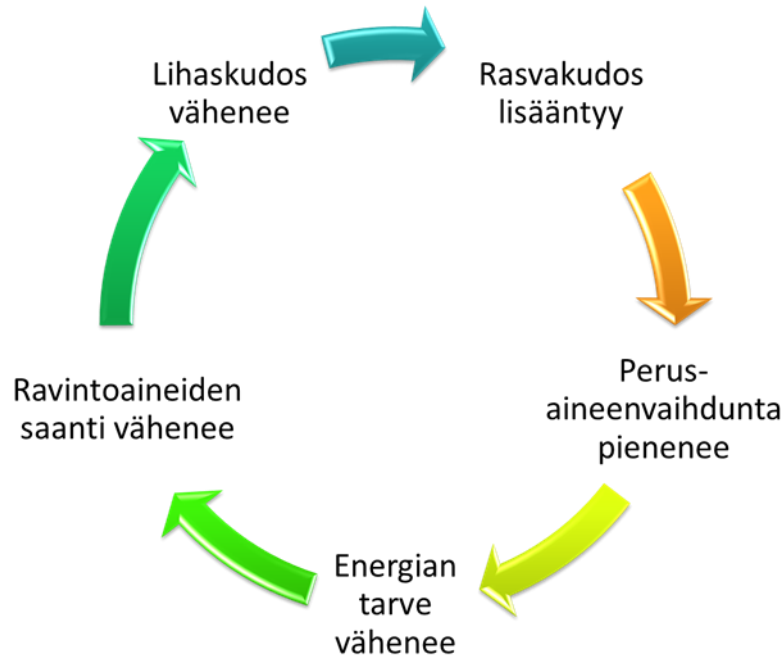 Lihaskudos
vähenee
Rasvakudos
lisääntyy
Perus-
aineenvaihdunta
pienenee
Energian
tarve
vähenee
Ravintoaineiden
saanti vähenee